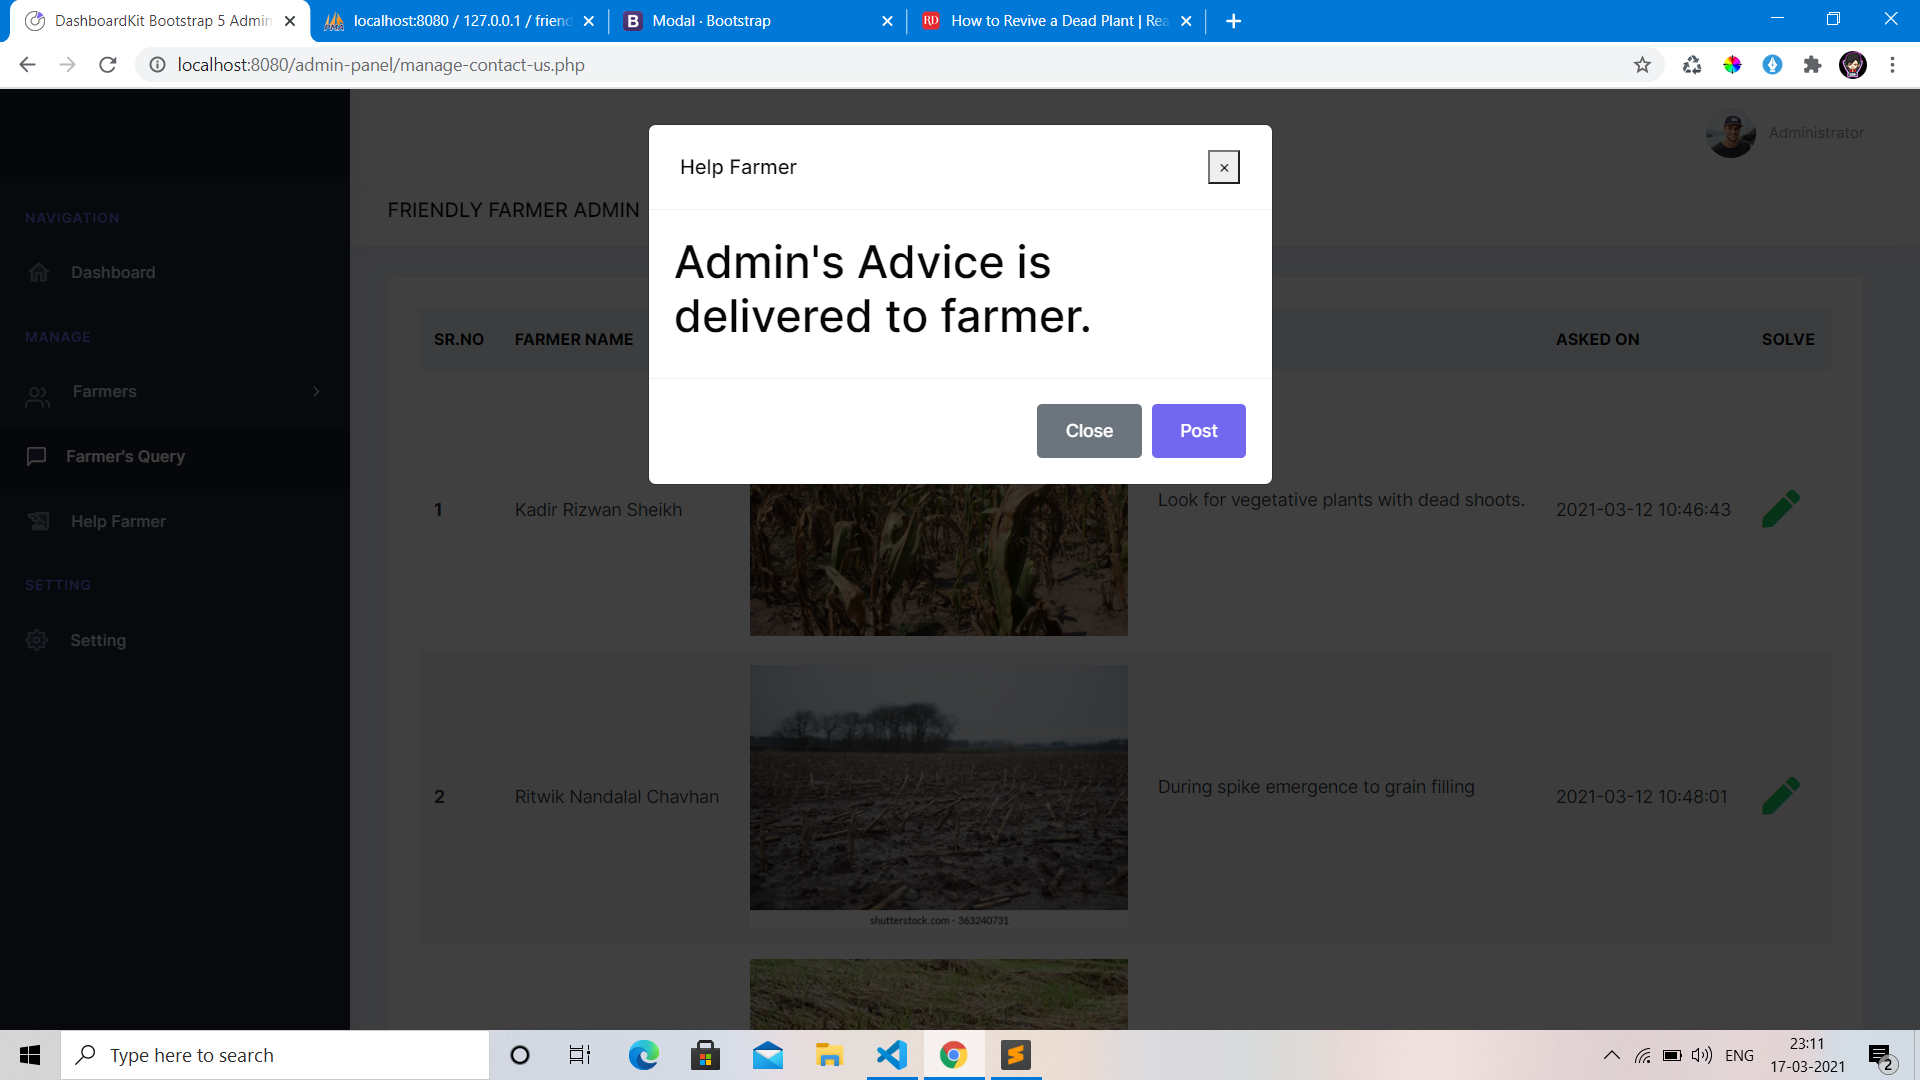 DashboardKit Bootstrap 5 Admin
localhost:8080 / 127.0.0.1 / friend
B Modal · Bootstrap
RD How to Revive a Dead Plant | Rea
localhost:8080/admin-panel/manage-contact-us.php
Administrator
Help Farmer ×
FRIENDLY FARMER ADMIN
NAVIGATION
Dashboard
MANAGE
Farmers
Farmer's Query
Help Farmer
SETTING
Setting
Admin's Advice is
delivered to farmer.
Close Post
SR.NO FARMER NAME ASKED ON SOLVE
1 Kadir Rizwan Sheikh Look for vegetative plants with dead shoots. 2021-03-12 10:46:43
2 Ritwik Nandalal Chavhan During spike emergence to grain filling 2021-03-12 10:48:01
shutterstock.com · 363240731
Type here to search
ENG
23:11
17-03-2021
2